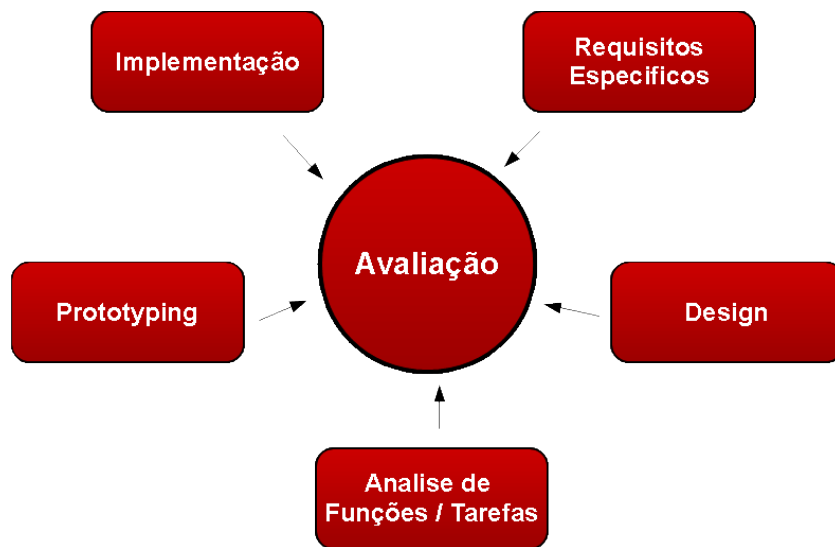 Implementação
Requisitos
Especificos
Avaliação
Prototyping
Design
Analise de
Funções / Tarefas